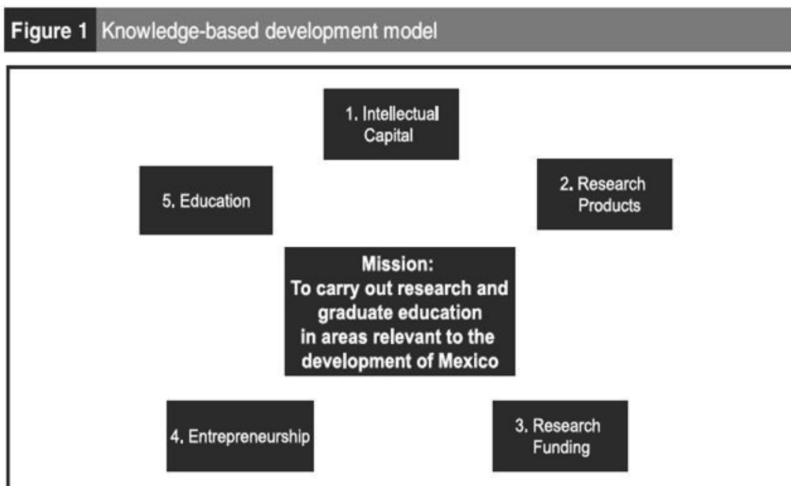 Figure 1 Knowledge-based development model
1. Intellectual
Capital
5. Education
2. Research
Products
Mission:
To carry out research and
graduate education
in areas relevant to the
development of Mexico
4. Entrepreneurship
3. Research
Funding